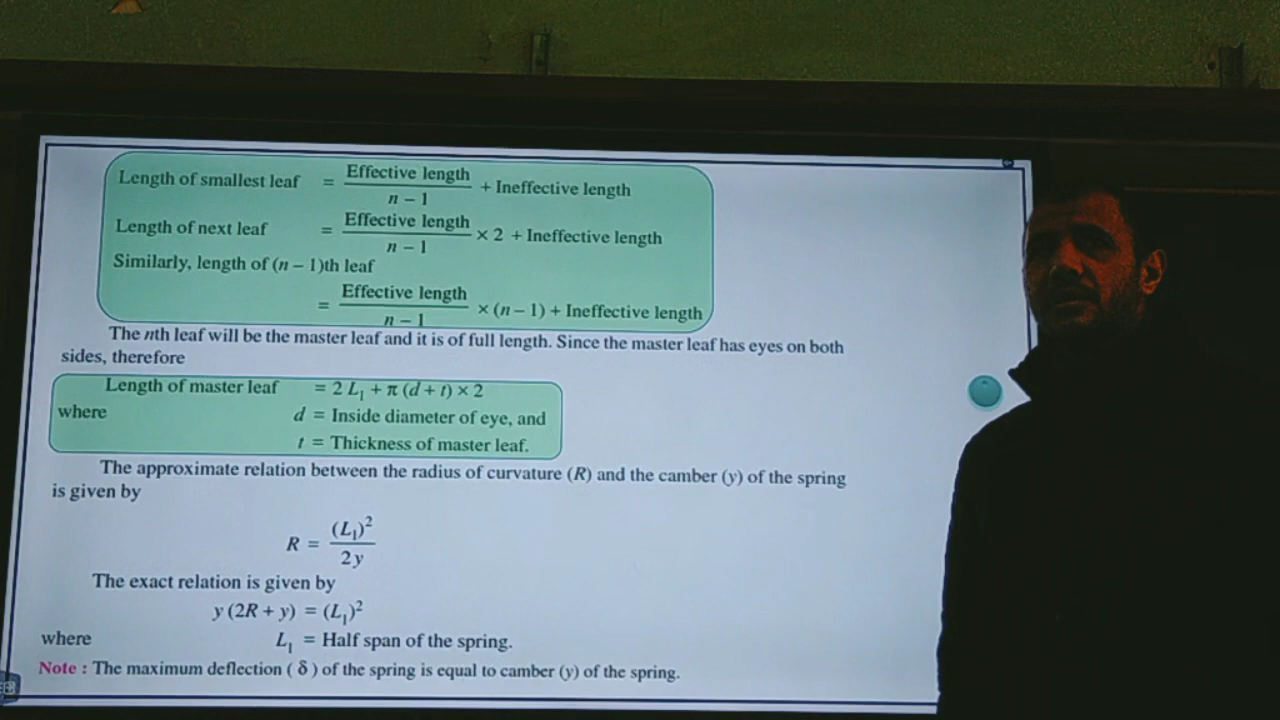 Length of smallest leaf = Effective length / n – 1 + Ineffective length
Length of next leaf = Effective length / n – 1 × 2 + Ineffective length
Similarly, length of (n – 1)th leaf
= Effective length / n – 1 × (n – 1) + Ineffective length
The nth leaf will be the master leaf and it is of full length. Since the master leaf has eyes on both
sides, therefore
Length of master leaf = 2 L₁ + π (d + t) × 2
where d = Inside diameter of eye, and
t = Thickness of master leaf.
The approximate relation between the radius of curvature (R) and the camber (y) of the spring
is given by
R = (L₁)² / 2 y
The exact relation is given by
y (2R + y) = (L₁)²
where L₁ = Half span of the spring.
Note : The maximum deflection ( δ ) of the spring is equal to camber (y) of the spring.